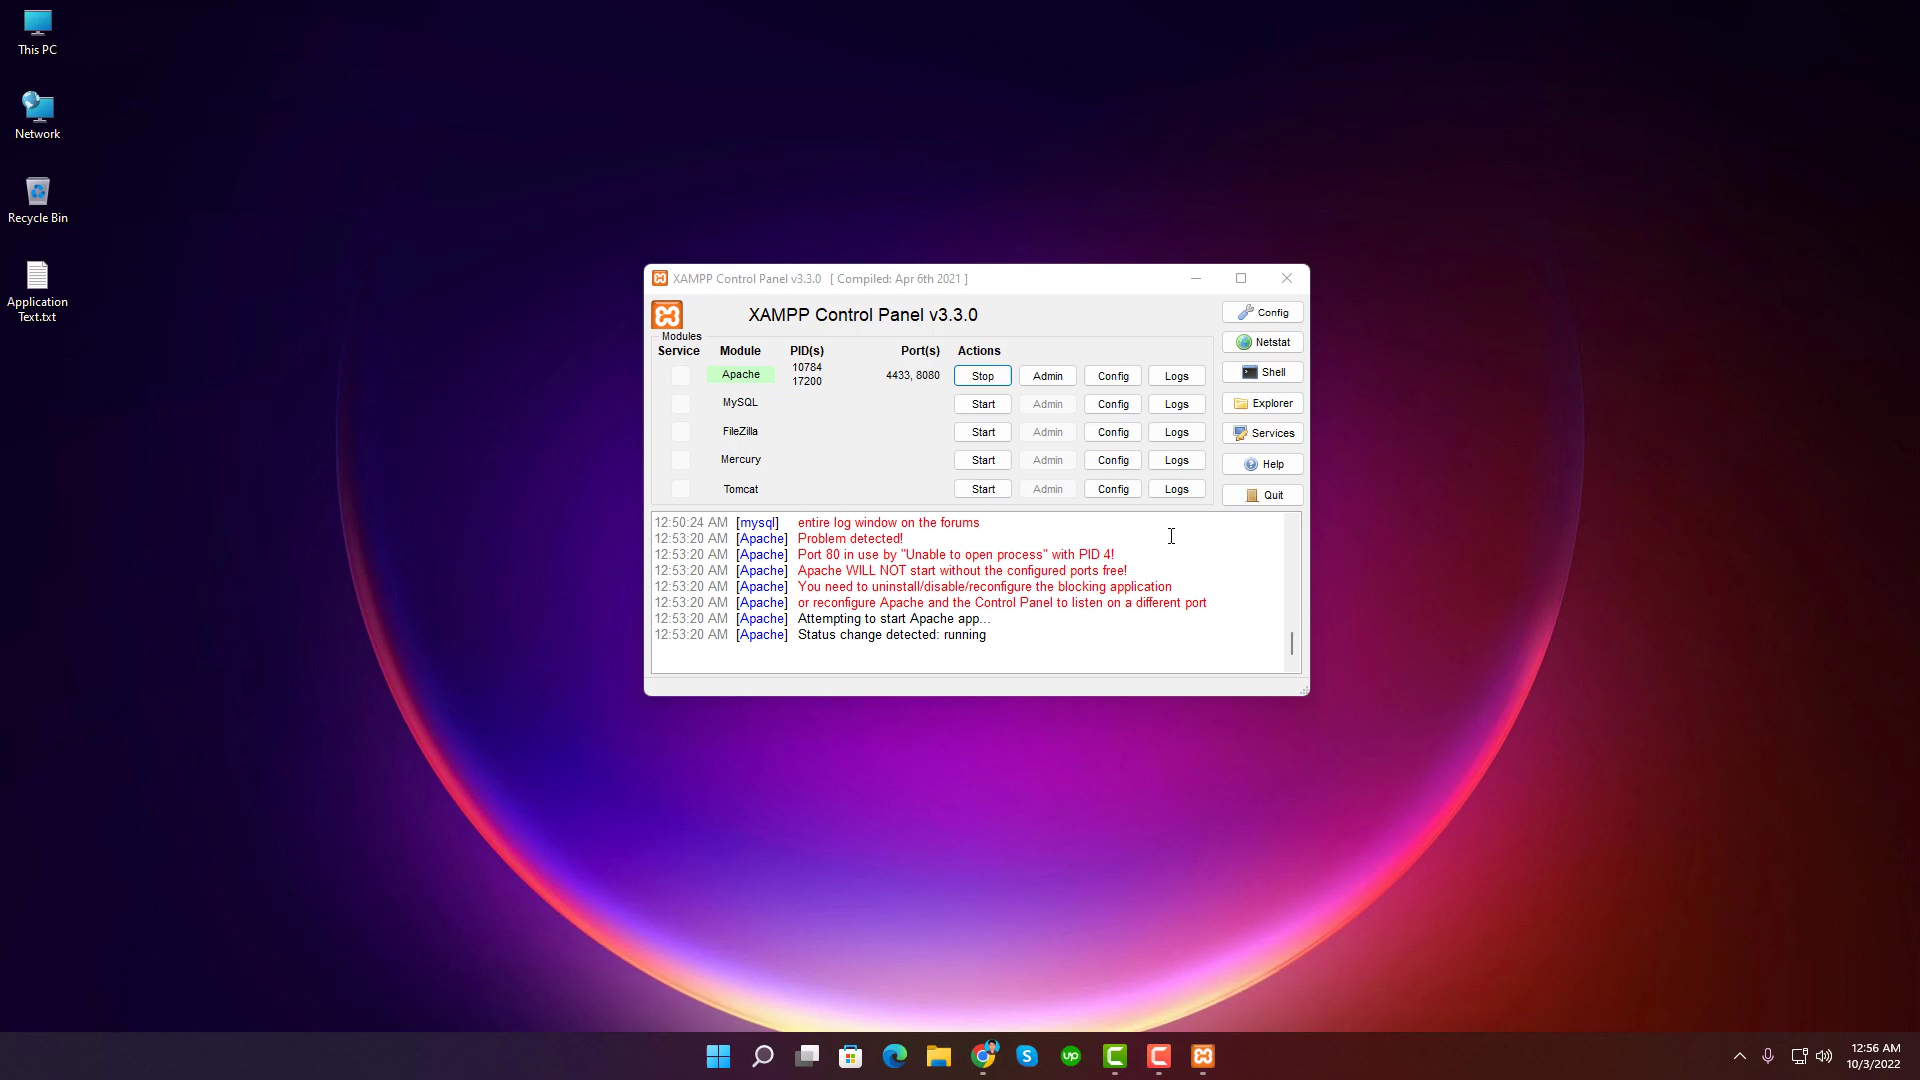 This PC
Network
Recycle Bin
Application
Text.txt
XAMPP Control Panel v3.3.0 [ Compiled: Apr 6th 2021 ]
XAMPP Control Panel v3.3.0
Modules
Service Module PID(s) Port(s) Actions
Apache 10784 17200 4433, 8080 Stop Admin Config Logs
MySQL Start Admin Config Logs
FileZilla Start Admin Config Logs
Mercury Start Admin Config Logs
Tomcat Start Admin Config Logs
Config
Netstat
Shell
Explorer
Services
Help
Quit
12:50:24 AM [mysql] entire log window on the forums
12:53:20 AM [Apache] Problem detected!
12:53:20 AM [Apache] Port 80 in use by "Unable to open process" with PID 4!
12:53:20 AM [Apache] Apache WILL NOT start without the configured ports free!
12:53:20 AM [Apache] You need to uninstall/disable/reconfigure the blocking application
12:53:20 AM [Apache] or reconfigure Apache and the Control Panel to listen on a different port
12:53:20 AM [Apache] Attempting to start Apache app...
12:53:20 AM [Apache] Status change detected: running
up
12:56 AM
10/3/2022